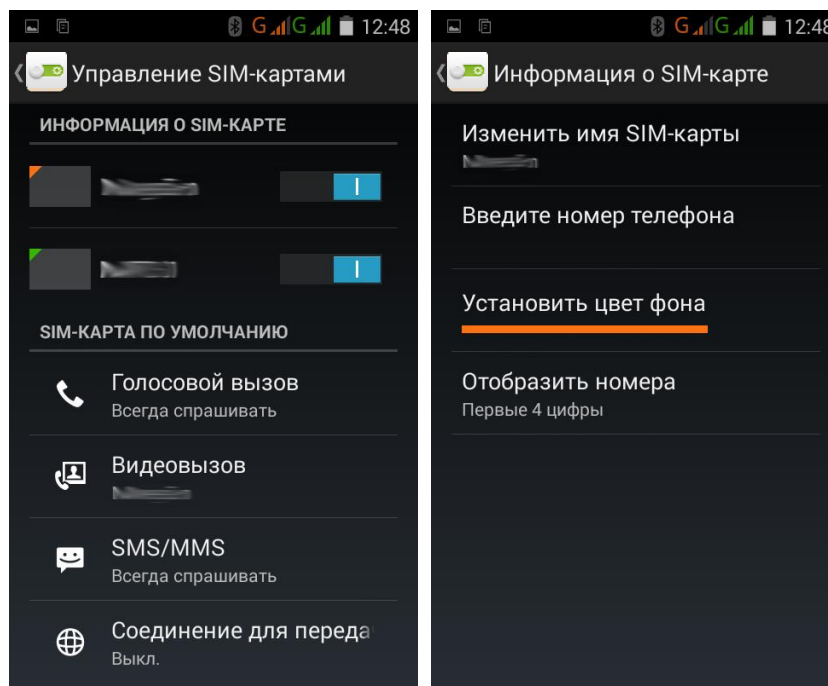 G G 12:48
Управление SIM-картами
ИНФОРМАЦИЯ О SIM-КАРТЕ
SIM-КАРТА ПО УМОЛЧАНИЮ
Голосовой вызов
Всегда спрашивать
Видеовызов
SMS/MMS
Всегда спрашивать
Соединение для переда
Выкл.
G G 12:48
Информация о SIM-карте
Изменить имя SIM-карты
Введите номер телефона
Установить цвет фона
Отобразить номера
Первые 4 цифры